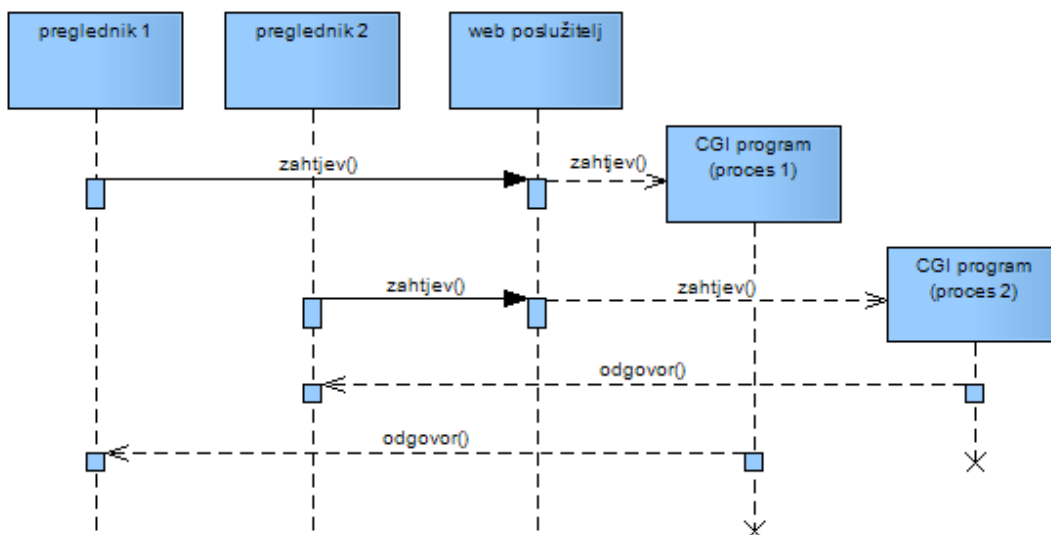 preglednik 1
preglednik 2
web poslužitelj
CGI program
(proces 1)
zahtjev()
zahtjev()
CGI program
(proces 2)
zahtjev()
zahtjev()
odgovor()
odgovor()